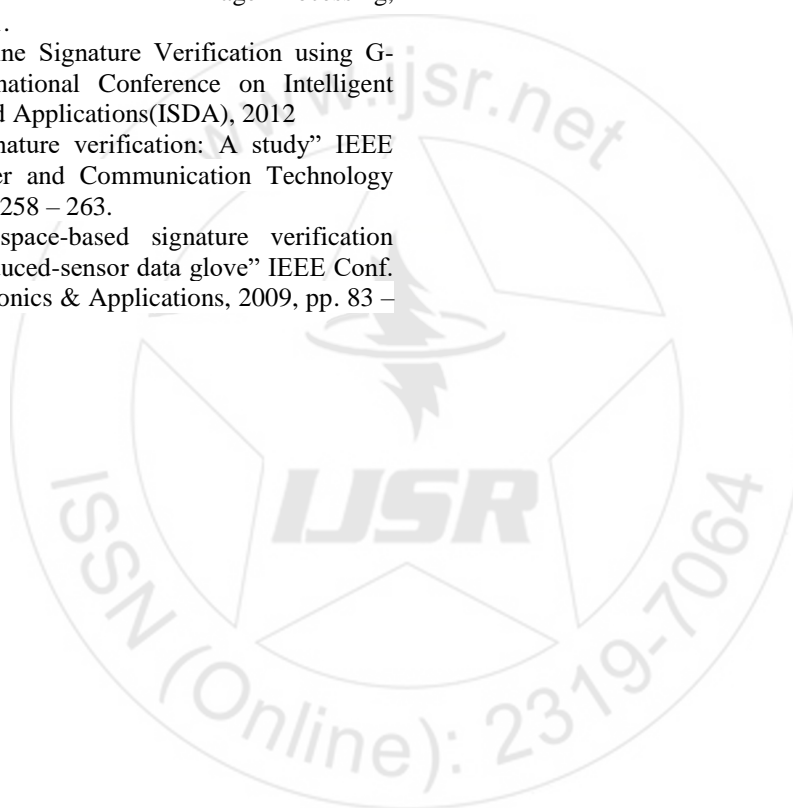 1.
ne Signature Verification using G-
national Conference on Intelligent
d Applications(ISDA), 2012
nature verification: A study” IEEE
er and Communication Technology
258 – 263.
space-based signature verification
uced-sensor data glove” IEEE Conf.
onics & Applications, 2009, pp. 83 –
www.ijsr.net
IJSR
ISSN (Online): 2319-7064